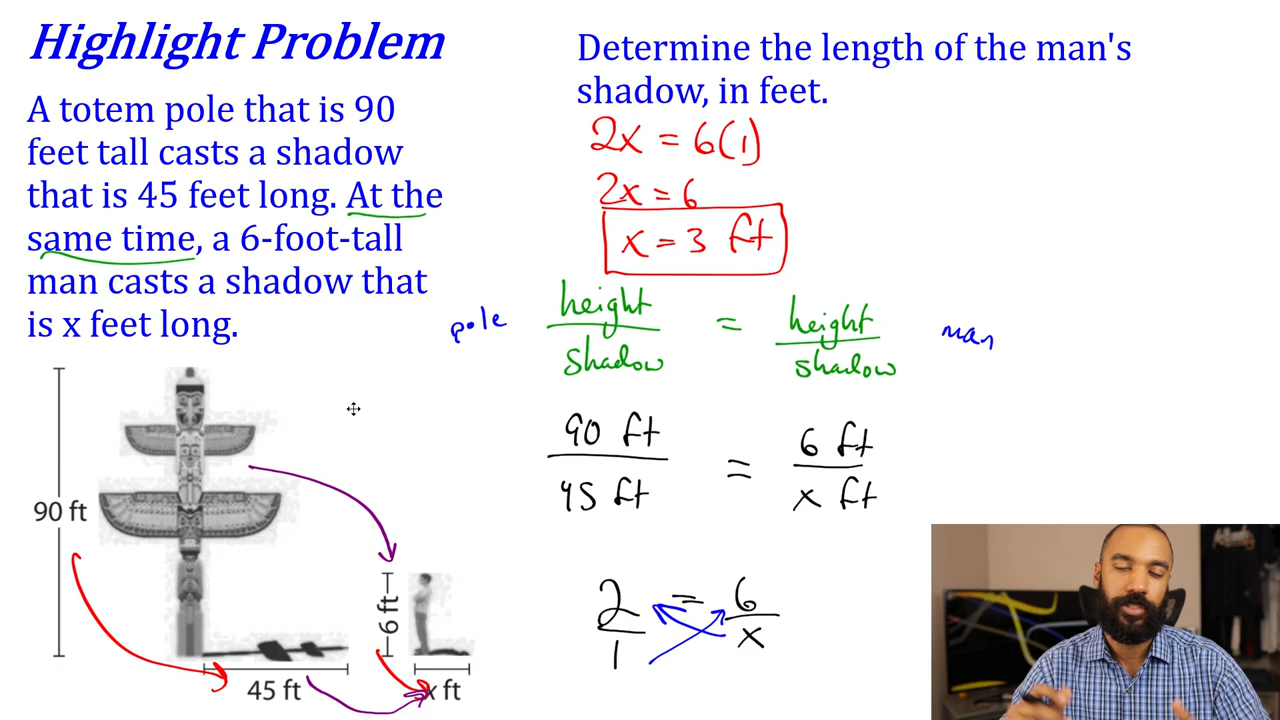 Highlight Problem
A totem pole that is 90
feet tall casts a shadow
that is 45 feet long. At the
same time, a 6-foot-tall
man casts a shadow that
is x feet long.
Determine the length of the man's
shadow, in feet.
2x = 6(1)
2x = 6
x = 3 ft
pole height/shadow = height/shadow man
90 ft/45 ft = 6 ft/x ft
2/1 = 6/x
90 ft
6 ft
45 ft
x ft